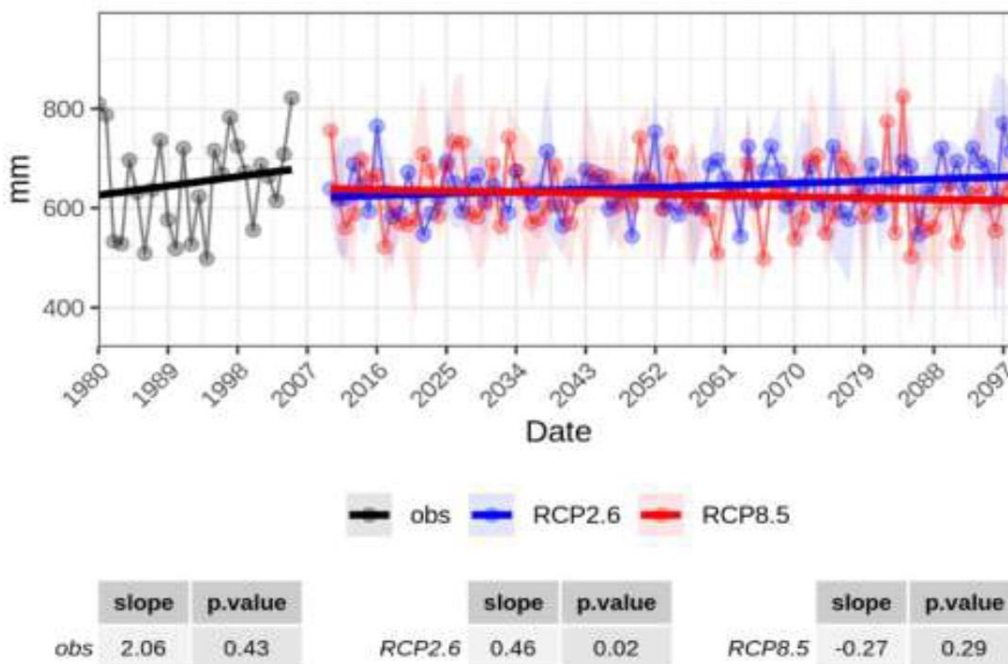 800
600
400
mm
1980 1989 1998 2007 2016 2025 2034 2043 2052 2061 2070 2079 2088 2097
Date
obs RCP2.6 RCP8.5
slope p.value slope p.value slope p.value
obs 2.06 0.43 RCP2.6 0.46 0.02 RCP8.5 -0.27 0.29